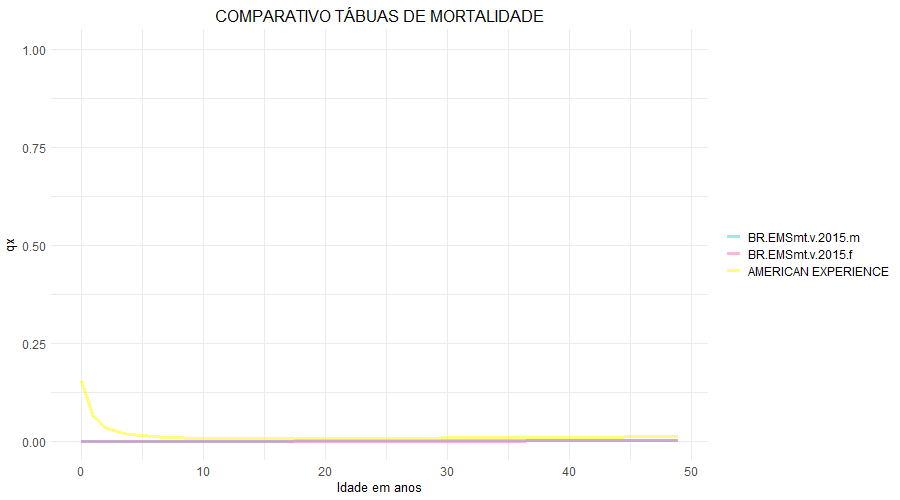 COMPARATIVO TÁBUAS DE MORTALIDADE
1.00
0.75
0.50
0.25
0.00
qx
0 10 20 30 40 50
Idade em anos
BR.EMSmt.v.2015.m
BR.EMSmt.v.2015.f
AMERICAN EXPERIENCE